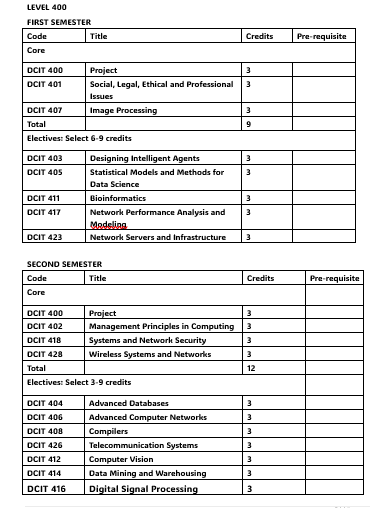 LEVEL 400
FIRST SEMESTER
Code Title Credits Pre-requisite
Core
DCIT 400 Project 3
DCIT 401 Social, Legal, Ethical and Professional 3
Issues
DCIT 407 Image Processing 3
Total 9
Electives: Select 6-9 credits
DCIT 403 Designing Intelligent Agents 3
DCIT 405 Statistical Models and Methods for 3
Data Science
DCIT 411 Bioinformatics 3
DCIT 417 Network Performance Analysis and 3
Modeling
DCIT 423 Network Servers and Infrastructure 3
SECOND SEMESTER
Code Title Credits Pre-requisite
Core
DCIT 400 Project 3
DCIT 402 Management Principles in Computing 3
DCIT 418 Systems and Network Security 3
DCIT 428 Wireless Systems and Networks 3
Total 12
Electives: Select 3-9 credits
DCIT 404 Advanced Databases 3
DCIT 406 Advanced Computer Networks 3
DCIT 408 Compilers 3
DCIT 426 Telecommunication Systems 3
DCIT 412 Computer Vision 3
DCIT 414 Data Mining and Warehousing 3
DCIT 416 Digital Signal Processing 3